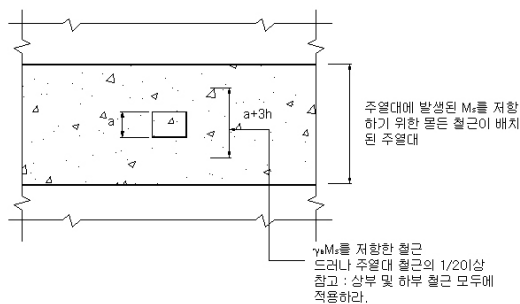 a
a+3h
주열대에 발생된 Ms를 저항
하기 위한 몯든 철근이 배치
된 주열대
γₐMs를 저항한 철근
드러나 주열대 철근의 1/2이상
참고 : 상부 및 하부 철근 모두에
적용하라.